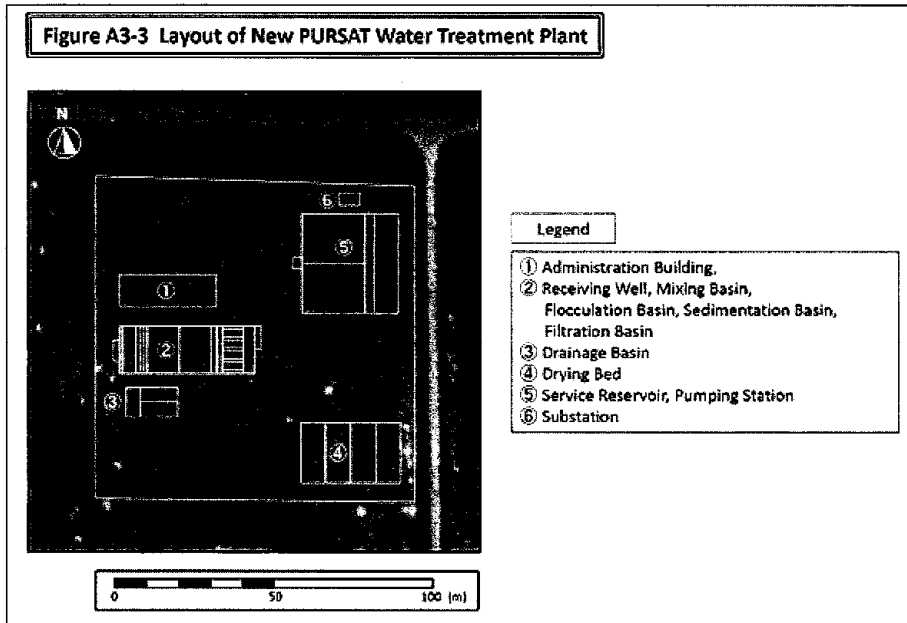 Figure A3-3 Layout of New PURSAT Water Treatment Plant
N
⑥
⑤
①
②
③
④
Legend
① Administration Building,
② Receiving Well, Mixing Basin,
Flocculation Basin, Sedimentation Basin,
Filtration Basin
③ Drainage Basin
④ Drying Bed
⑤ Service Reservoir, Pumping Station
⑥ Substation
0 50 100 (m)